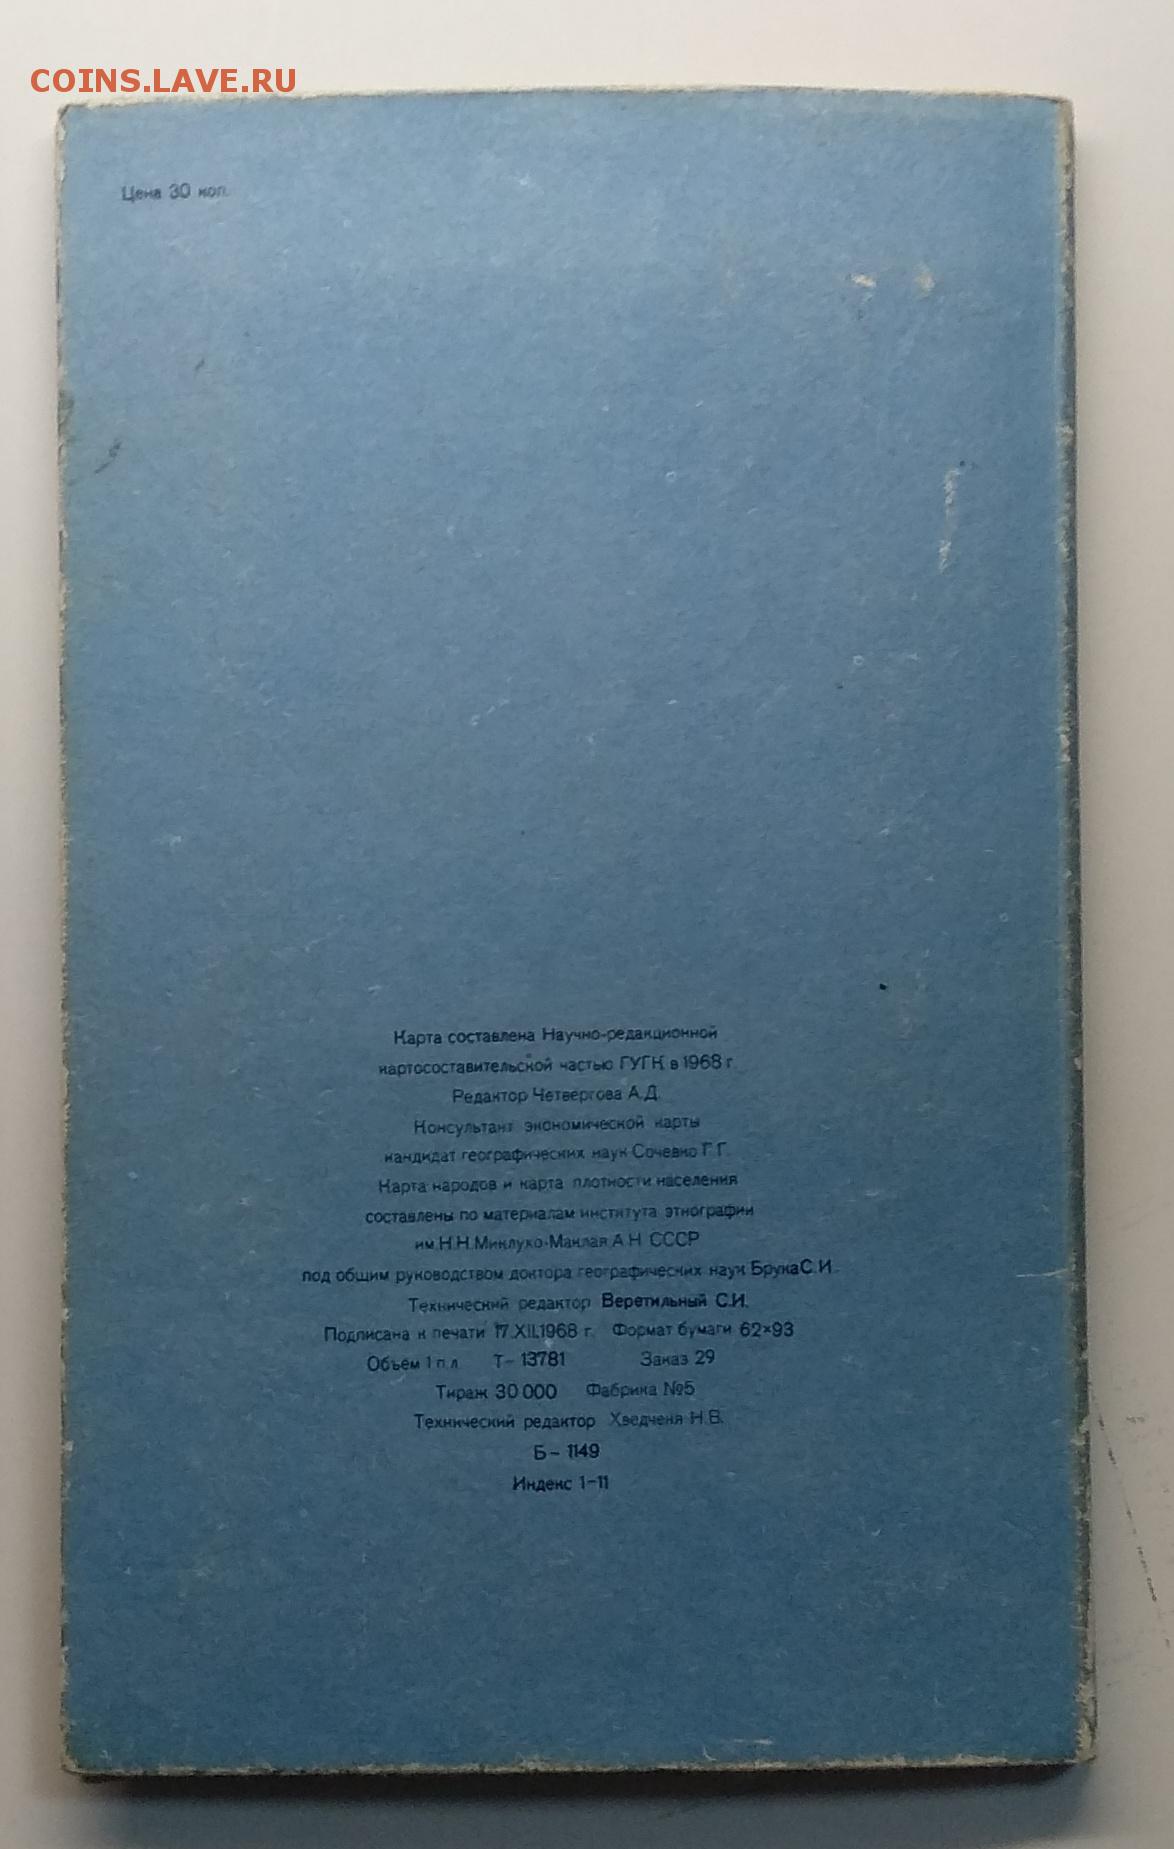 COINS.LAVE.RU
Цена 30 коп.
Карта составлена Научно-редакционной
картосоставительской частью ГУГК в 1968 г.
Редактор Четвергова А.Д.
Консультант экономической карты
кандидат географических наук Сочевко Г.Г.
Карта народов и карта плотности населения
составлены по материалам института этнографии
им.Н.Н.Миклухо-Маклая А Н СССР
под общим руководством доктора географических наук БрукаС.И.
Технический редактор Веретильный С.И.
Подписана к печати 17.XII.1968 г. Формат бумаги 62×93
Объём 1 п.л. Т-13781 Заказ 29
Тираж 30 000 Фабрика №5
Технический редактор Хведченя Н.В.
Б-1149
Индекс 1-11